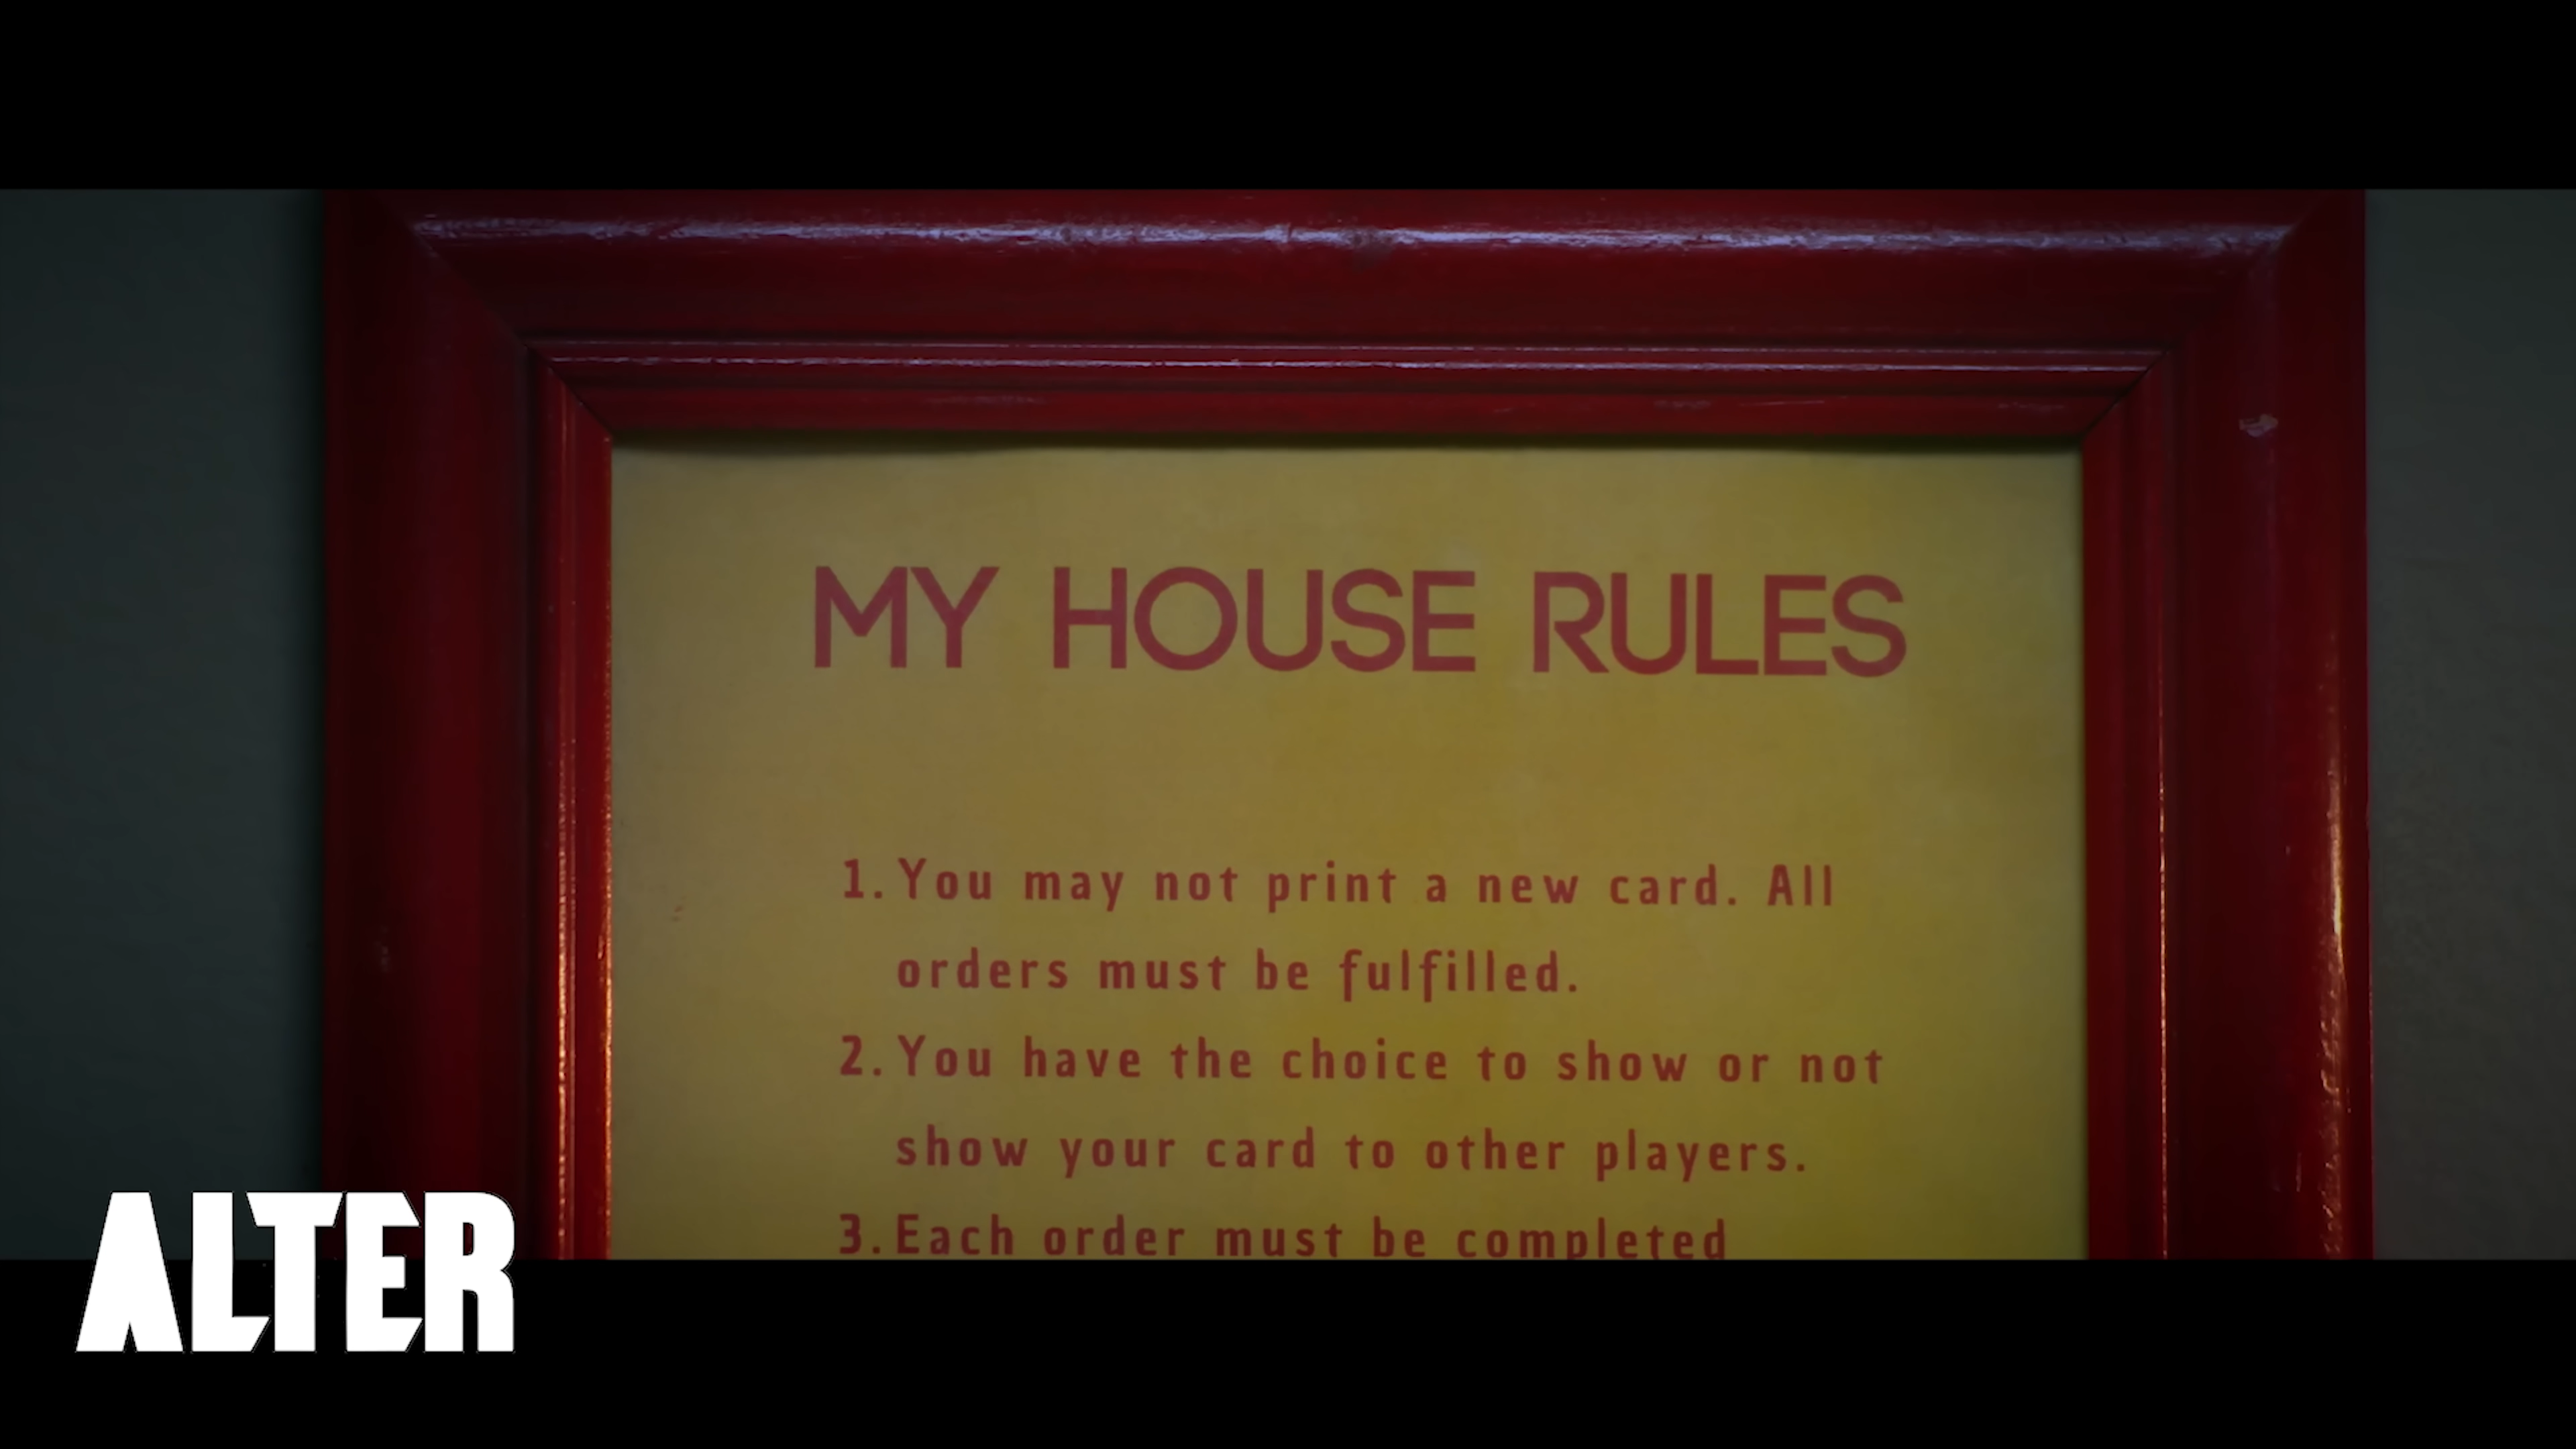 MY HOUSE RULES
1. You may not print a new card. All
orders must be fulfilled.
2. You have the choice to show or not
show your card to other players.
3. Each order must be completed
ALTER